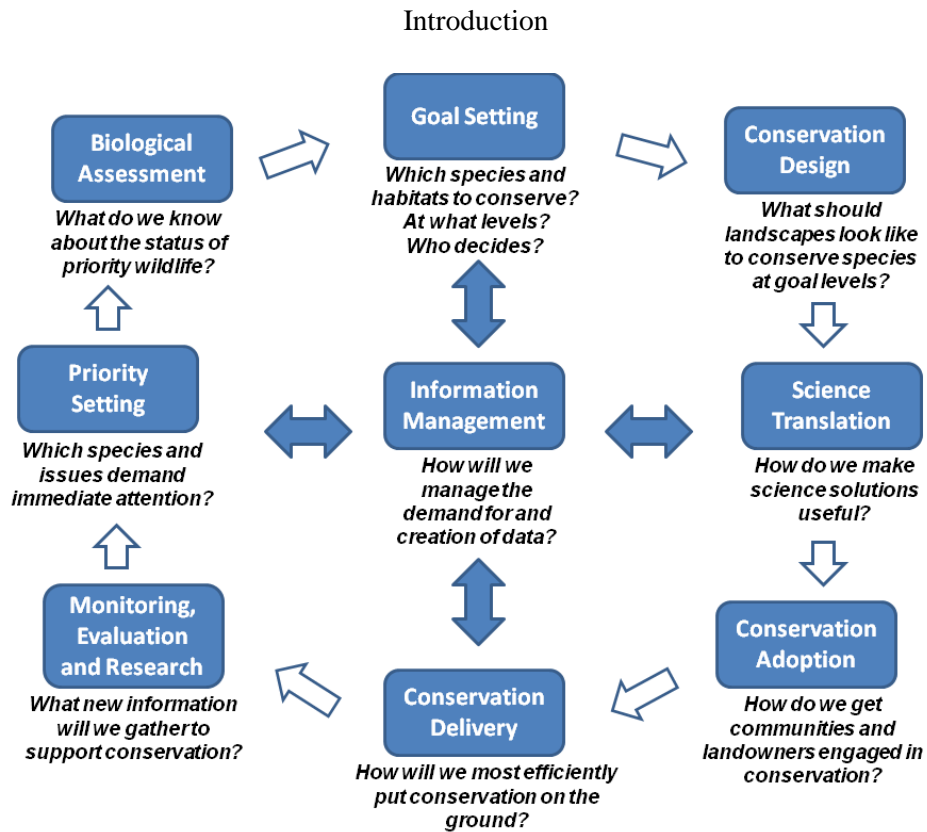 Introduction
Biological
Assessment
What do we know
about the status of
priority wildlife?
Goal Setting
Which species and
habitats to conserve?
At what levels?
Who decides?
Conservation
Design
What should
landscapes look like
to conserve species
at goal levels?
Priority
Setting
Which species and
issues demand
immediate attention?
Information
Management
How will we
manage the
demand for and
creation of data?
Science
Translation
How do we make
science solutions
useful?
Monitoring,
Evaluation
and Research
What new information
will we gather to
support conservation?
Conservation
Delivery
How will we most efficiently
put conservation on the
ground?
Conservation
Adoption
How do we get
communities and
landowners engaged in
conservation?